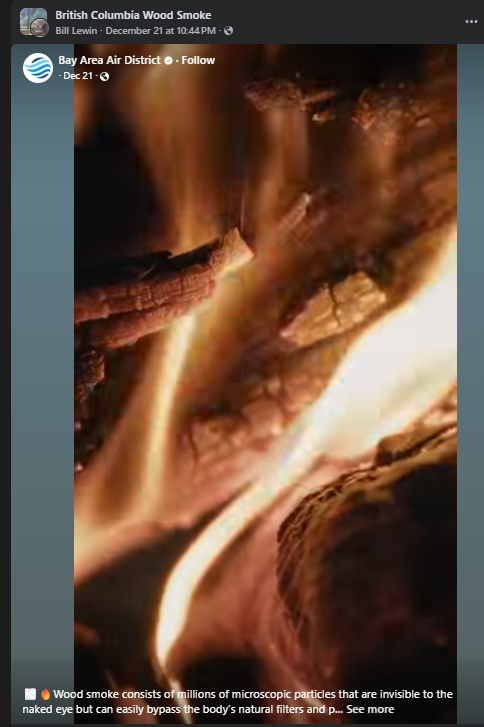 British Columbia Wood Smoke
Bill Lewin · December 21 at 10:44 PM ·
Bay Area Air District · Follow
· Dec 21 ·
Wood smoke consists of millions of microscopic particles that are invisible to the
naked eye but can easily bypass the body's natural filters and p... See more